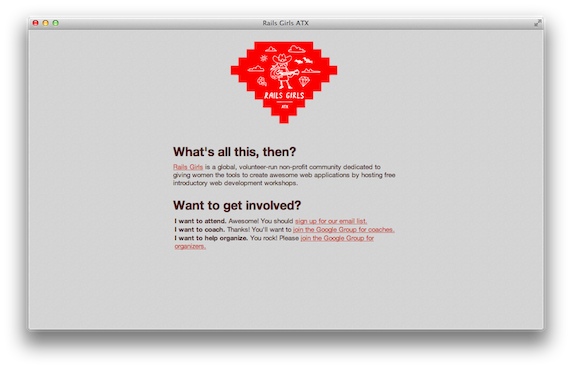 Rails Girls ATX
RAILS GIRLS
ATX
What's all this, then?
Rails Girls is a global, volunteer-run non-profit community dedicated to
giving women the tools to create awesome web applications by hosting free
introductory web development workshops.
Want to get involved?
I want to attend. Awesome! You should sign up for our email list.
I want to coach. Thanks! You'll want to join the Google Group for coaches.
I want to help organize. You rock! Please join the Google Group for
organizers.